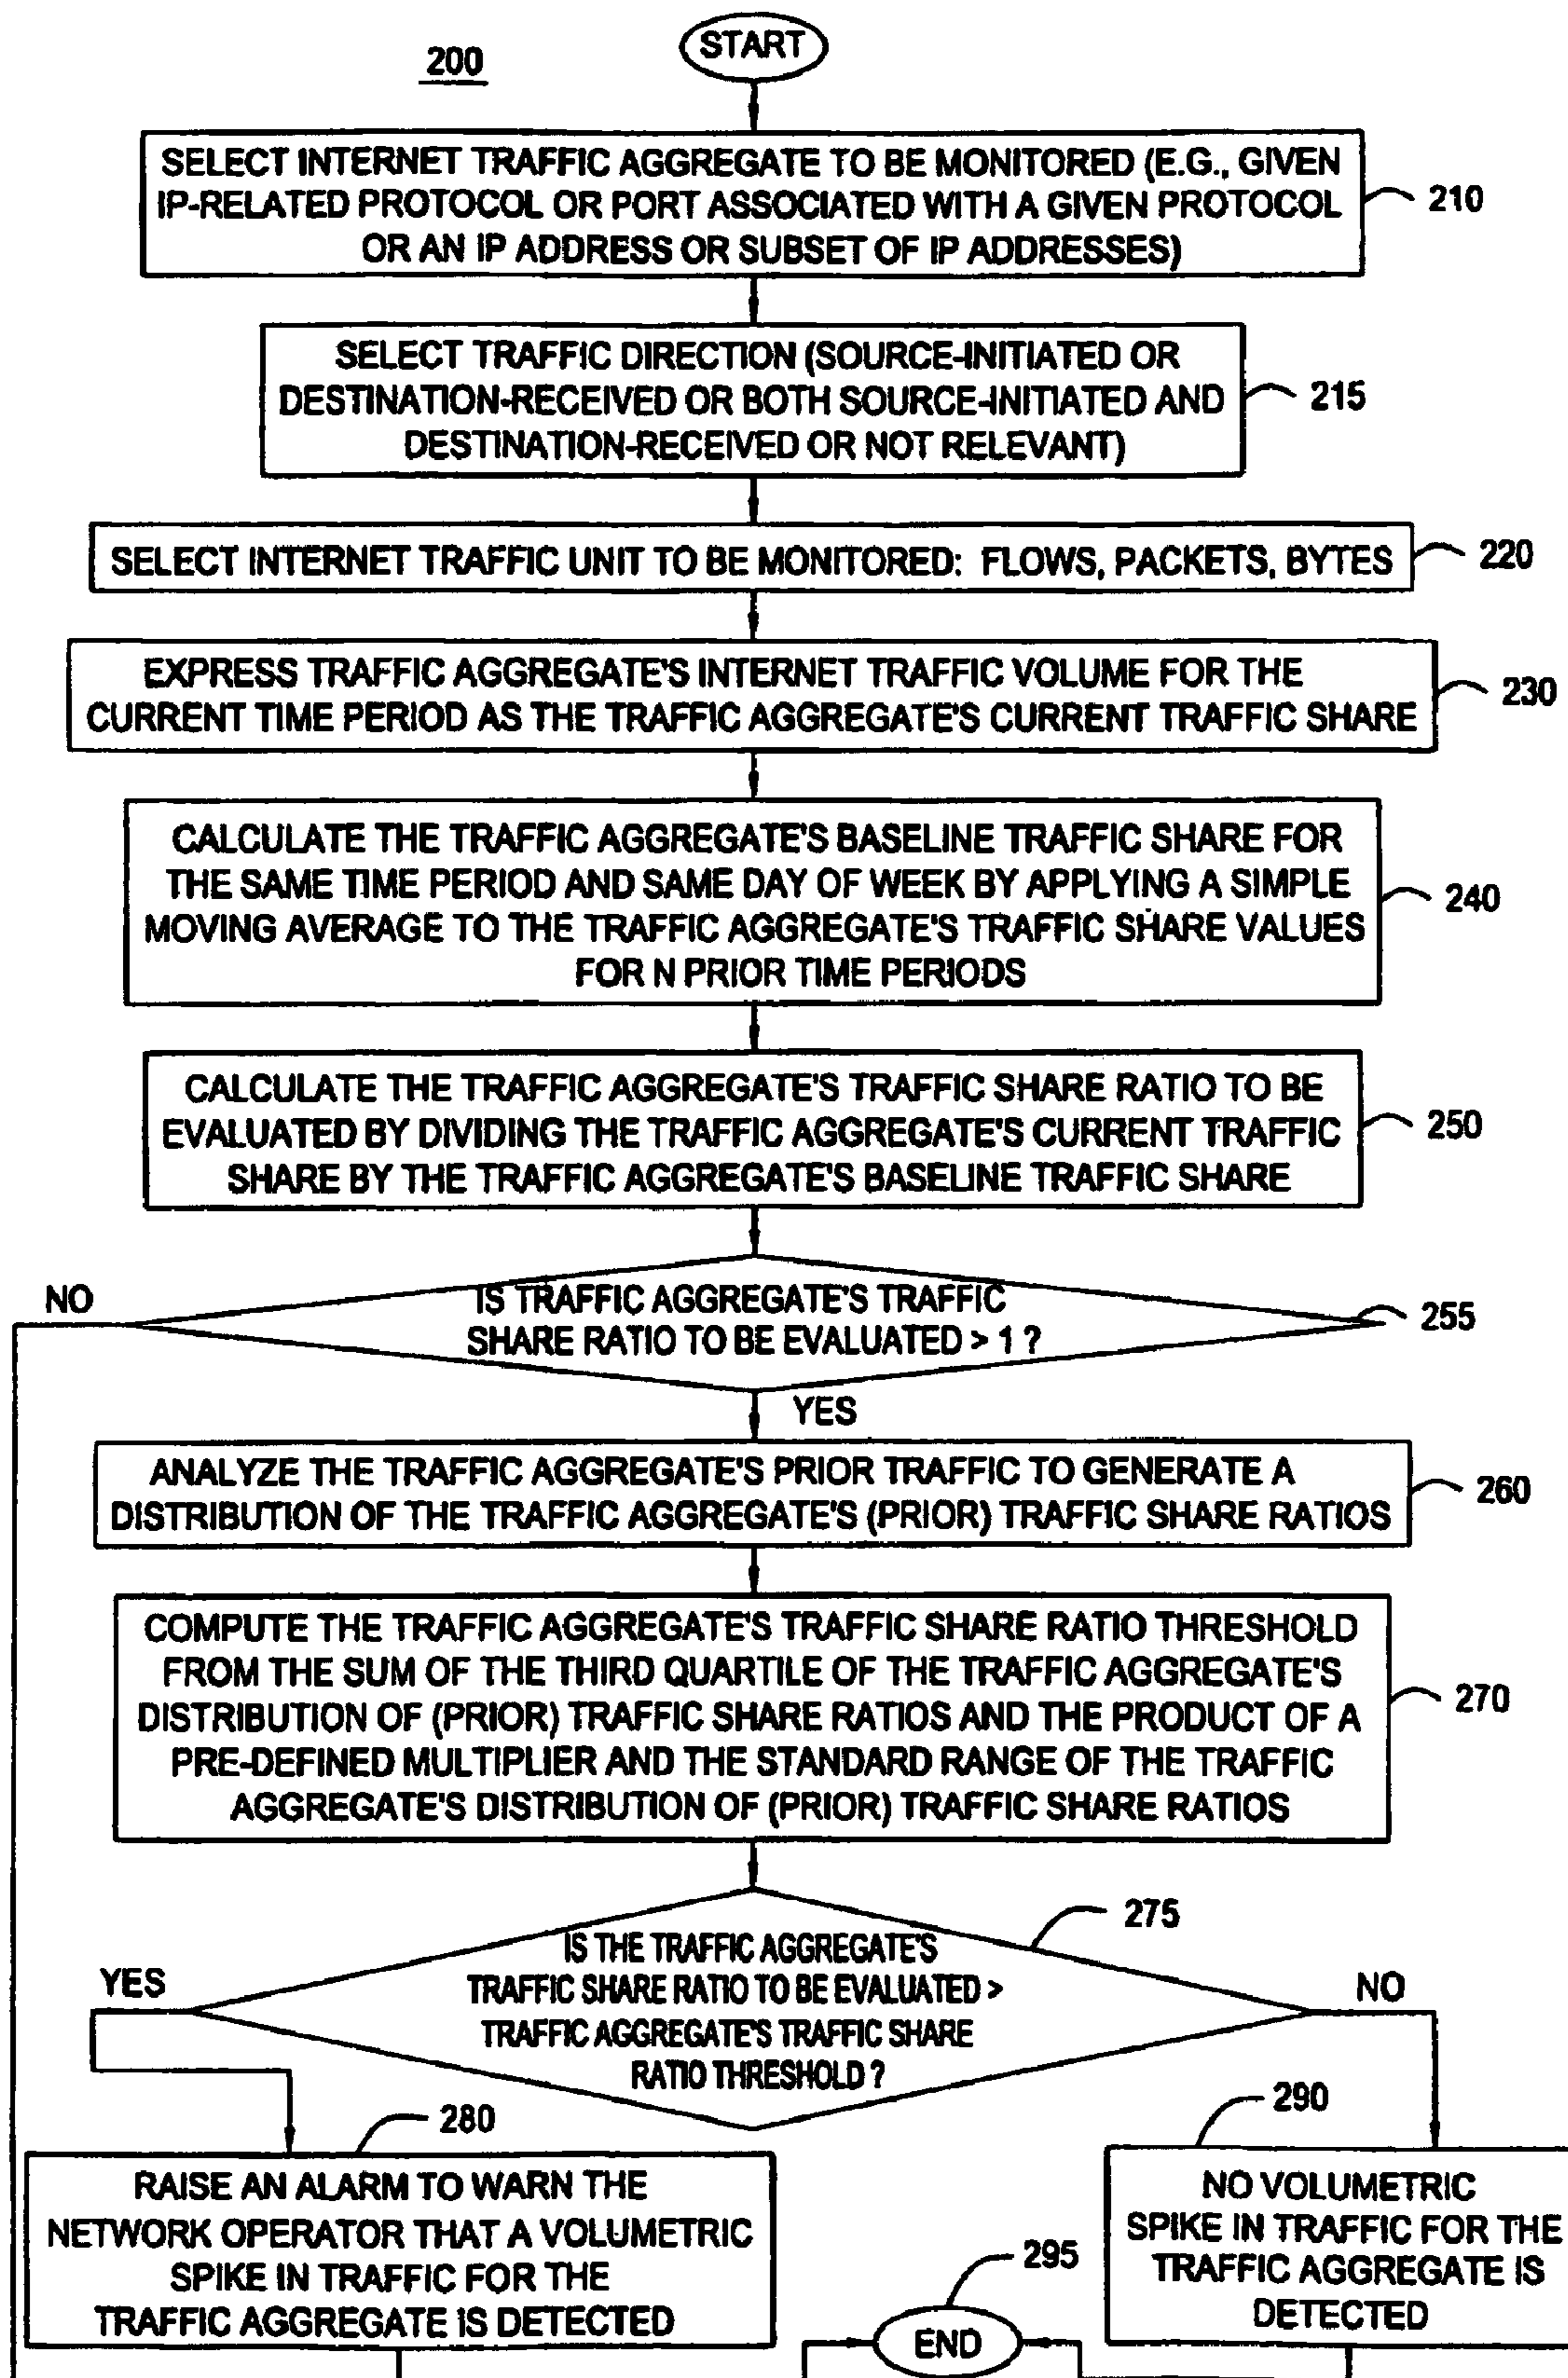 200
START
SELECT INTERNET TRAFFIC AGGREGATE TO BE MONITORED (E.G., GIVEN
IP-RELATED PROTOCOL OR PORT ASSOCIATED WITH A GIVEN PROTOCOL
OR AN IP ADDRESS OR SUBSET OF IP ADDRESSES)
210
SELECT TRAFFIC DIRECTION (SOURCE-INITIATED OR
DESTINATION-RECEIVED OR BOTH SOURCE-INITIATED AND
DESTINATION-RECEIVED OR NOT RELEVANT)
215
SELECT INTERNET TRAFFIC UNIT TO BE MONITORED: FLOWS, PACKETS, BYTES
220
EXPRESS TRAFFIC AGGREGATE'S INTERNET TRAFFIC VOLUME FOR THE
CURRENT TIME PERIOD AS THE TRAFFIC AGGREGATE'S CURRENT TRAFFIC SHARE
230
CALCULATE THE TRAFFIC AGGREGATE'S BASELINE TRAFFIC SHARE FOR
THE SAME TIME PERIOD AND SAME DAY OF WEEK BY APPLYING A SIMPLE
MOVING AVERAGE TO THE TRAFFIC AGGREGATE'S TRAFFIC SHARE VALUES
FOR N PRIOR TIME PERIODS
240
CALCULATE THE TRAFFIC AGGREGATE'S TRAFFIC SHARE RATIO TO BE
EVALUATED BY DIVIDING THE TRAFFIC AGGREGATE'S CURRENT TRAFFIC
SHARE BY THE TRAFFIC AGGREGATE'S BASELINE TRAFFIC SHARE
250
NO
IS TRAFFIC AGGREGATE'S TRAFFIC
SHARE RATIO TO BE EVALUATED > 1 ?
255
YES
ANALYZE THE TRAFFIC AGGREGATE'S PRIOR TRAFFIC TO GENERATE A
DISTRIBUTION OF THE TRAFFIC AGGREGATE'S (PRIOR) TRAFFIC SHARE RATIOS
260
COMPUTE THE TRAFFIC AGGREGATE'S TRAFFIC SHARE RATIO THRESHOLD
FROM THE SUM OF THE THIRD QUARTILE OF THE TRAFFIC AGGREGATE'S
DISTRIBUTION OF (PRIOR) TRAFFIC SHARE RATIOS AND THE PRODUCT OF A
PRE-DEFINED MULTIPLIER AND THE STANDARD RANGE OF THE TRAFFIC
AGGREGATE'S DISTRIBUTION OF (PRIOR) TRAFFIC SHARE RATIOS
270
275
IS THE TRAFFIC AGGREGATE'S
TRAFFIC SHARE RATIO TO BE EVALUATED >
TRAFFIC AGGREGATE'S TRAFFIC SHARE
RATIO THRESHOLD ?
YES
NO
280
RAISE AN ALARM TO WARN THE
NETWORK OPERATOR THAT A VOLUMETRIC
SPIKE IN TRAFFIC FOR THE
TRAFFIC AGGREGATE IS DETECTED
290
NO VOLUMETRIC
SPIKE IN TRAFFIC FOR THE
TRAFFIC AGGREGATE IS
DETECTED
295
END